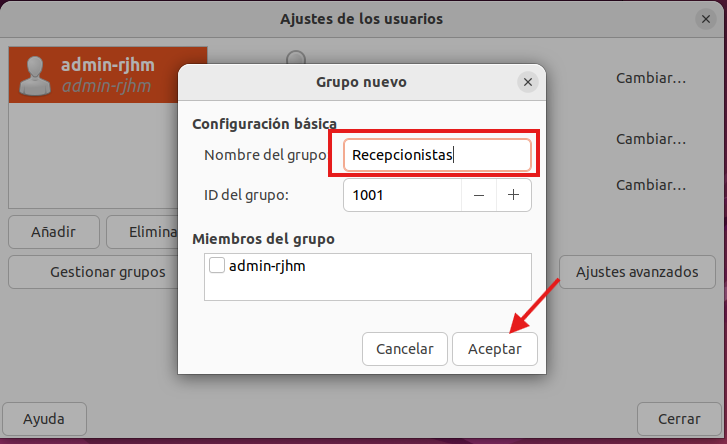 Ajustes de los usuarios
admin-rjhm
admin-rjhm
Cambiar...
Cambiar...
Cambiar...
Añadir
Elimina
Gestionar grupos
Ajustes avanzados
Ayuda
Cerrar
Grupo nuevo
Configuración básica
Nombre del grupo
Recepcionistas
ID del grupo:
1001
Miembros del grupo
admin-rjhm
Cancelar
Aceptar